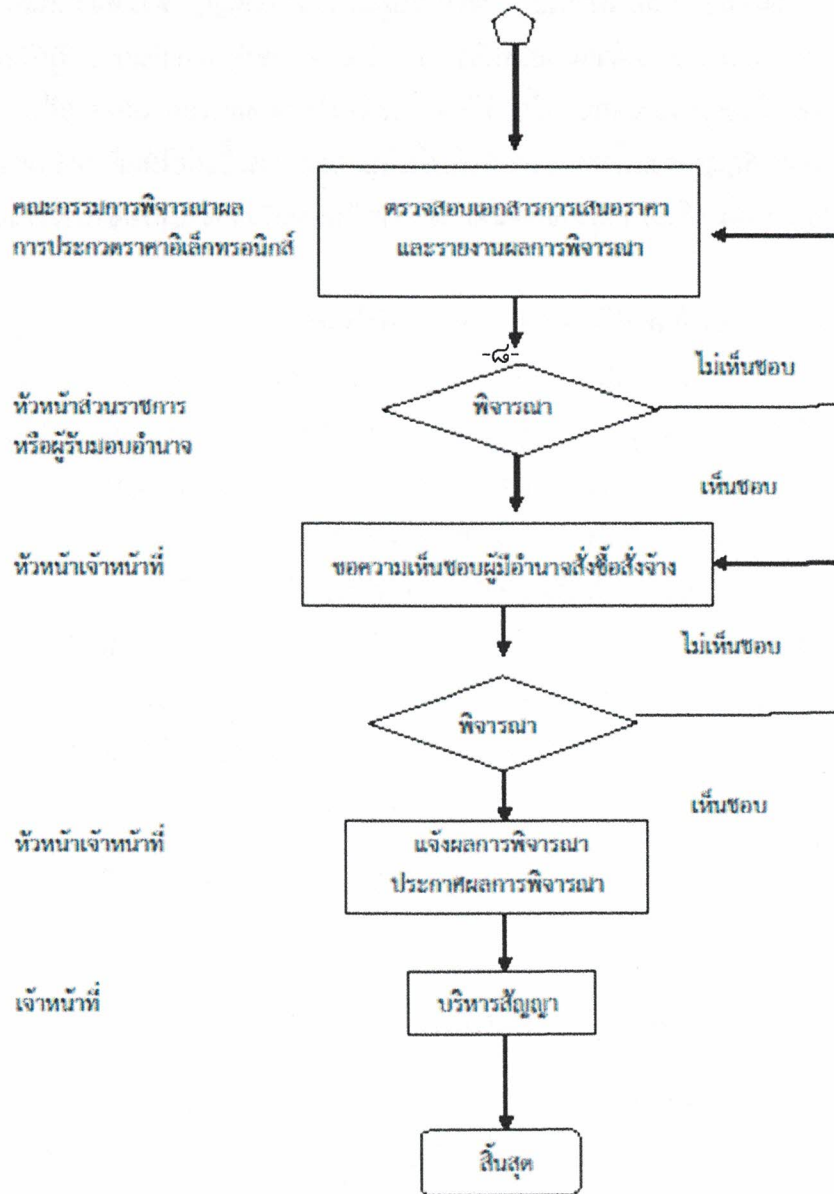 คณะกรรมการพิจารณาผล
การประกวดราคาอิเล็กทรอนิกส์
ตรวจสอบเอกสารการเสนอราคา
และรายงานผลการพิจารณา
-๘-
ไม่เห็นชอบ
หัวหน้าส่วนราชการ
หรือผู้รับมอบอำนาจ
พิจารณา
เห็นชอบ
หัวหน้าเจ้าหน้าที่
ขอความเห็นชอบผู้มีอำนาจสั่งซื้อสั่งจ้าง
ไม่เห็นชอบ
พิจารณา
เห็นชอบ
หัวหน้าเจ้าหน้าที่
แจ้งผลการพิจารณา
ประกาศผลการพิจารณา
เจ้าหน้าที่
บริหารสัญญา
สิ้นสุด